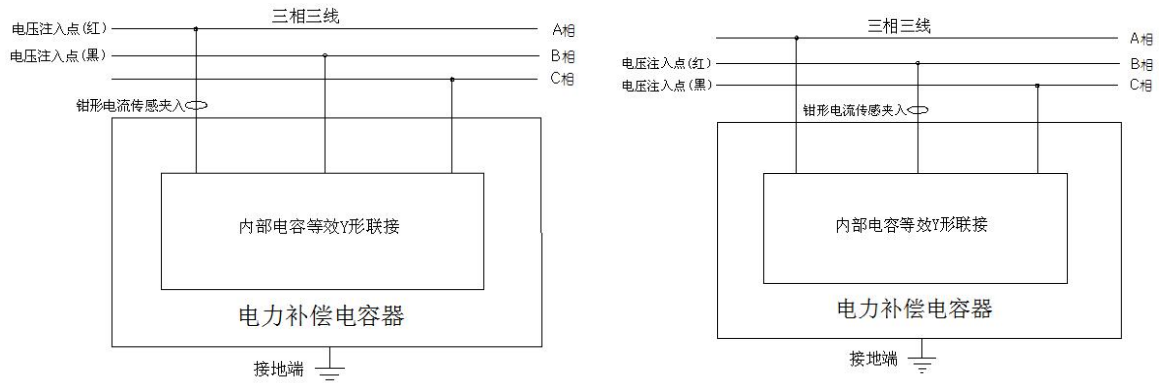 三相三线
电压注入点(红)
A相
电压注入点(黑)
B相
C相
钳形电流传感夹入
内部电容等效Y形联接
电力补偿电容器
接地端
三相三线
A相
电压注入点(红)
B相
电压注入点(黑)
C相
钳形电流传感夹入
内部电容等效Y形联接
电力补偿电容器
接地端